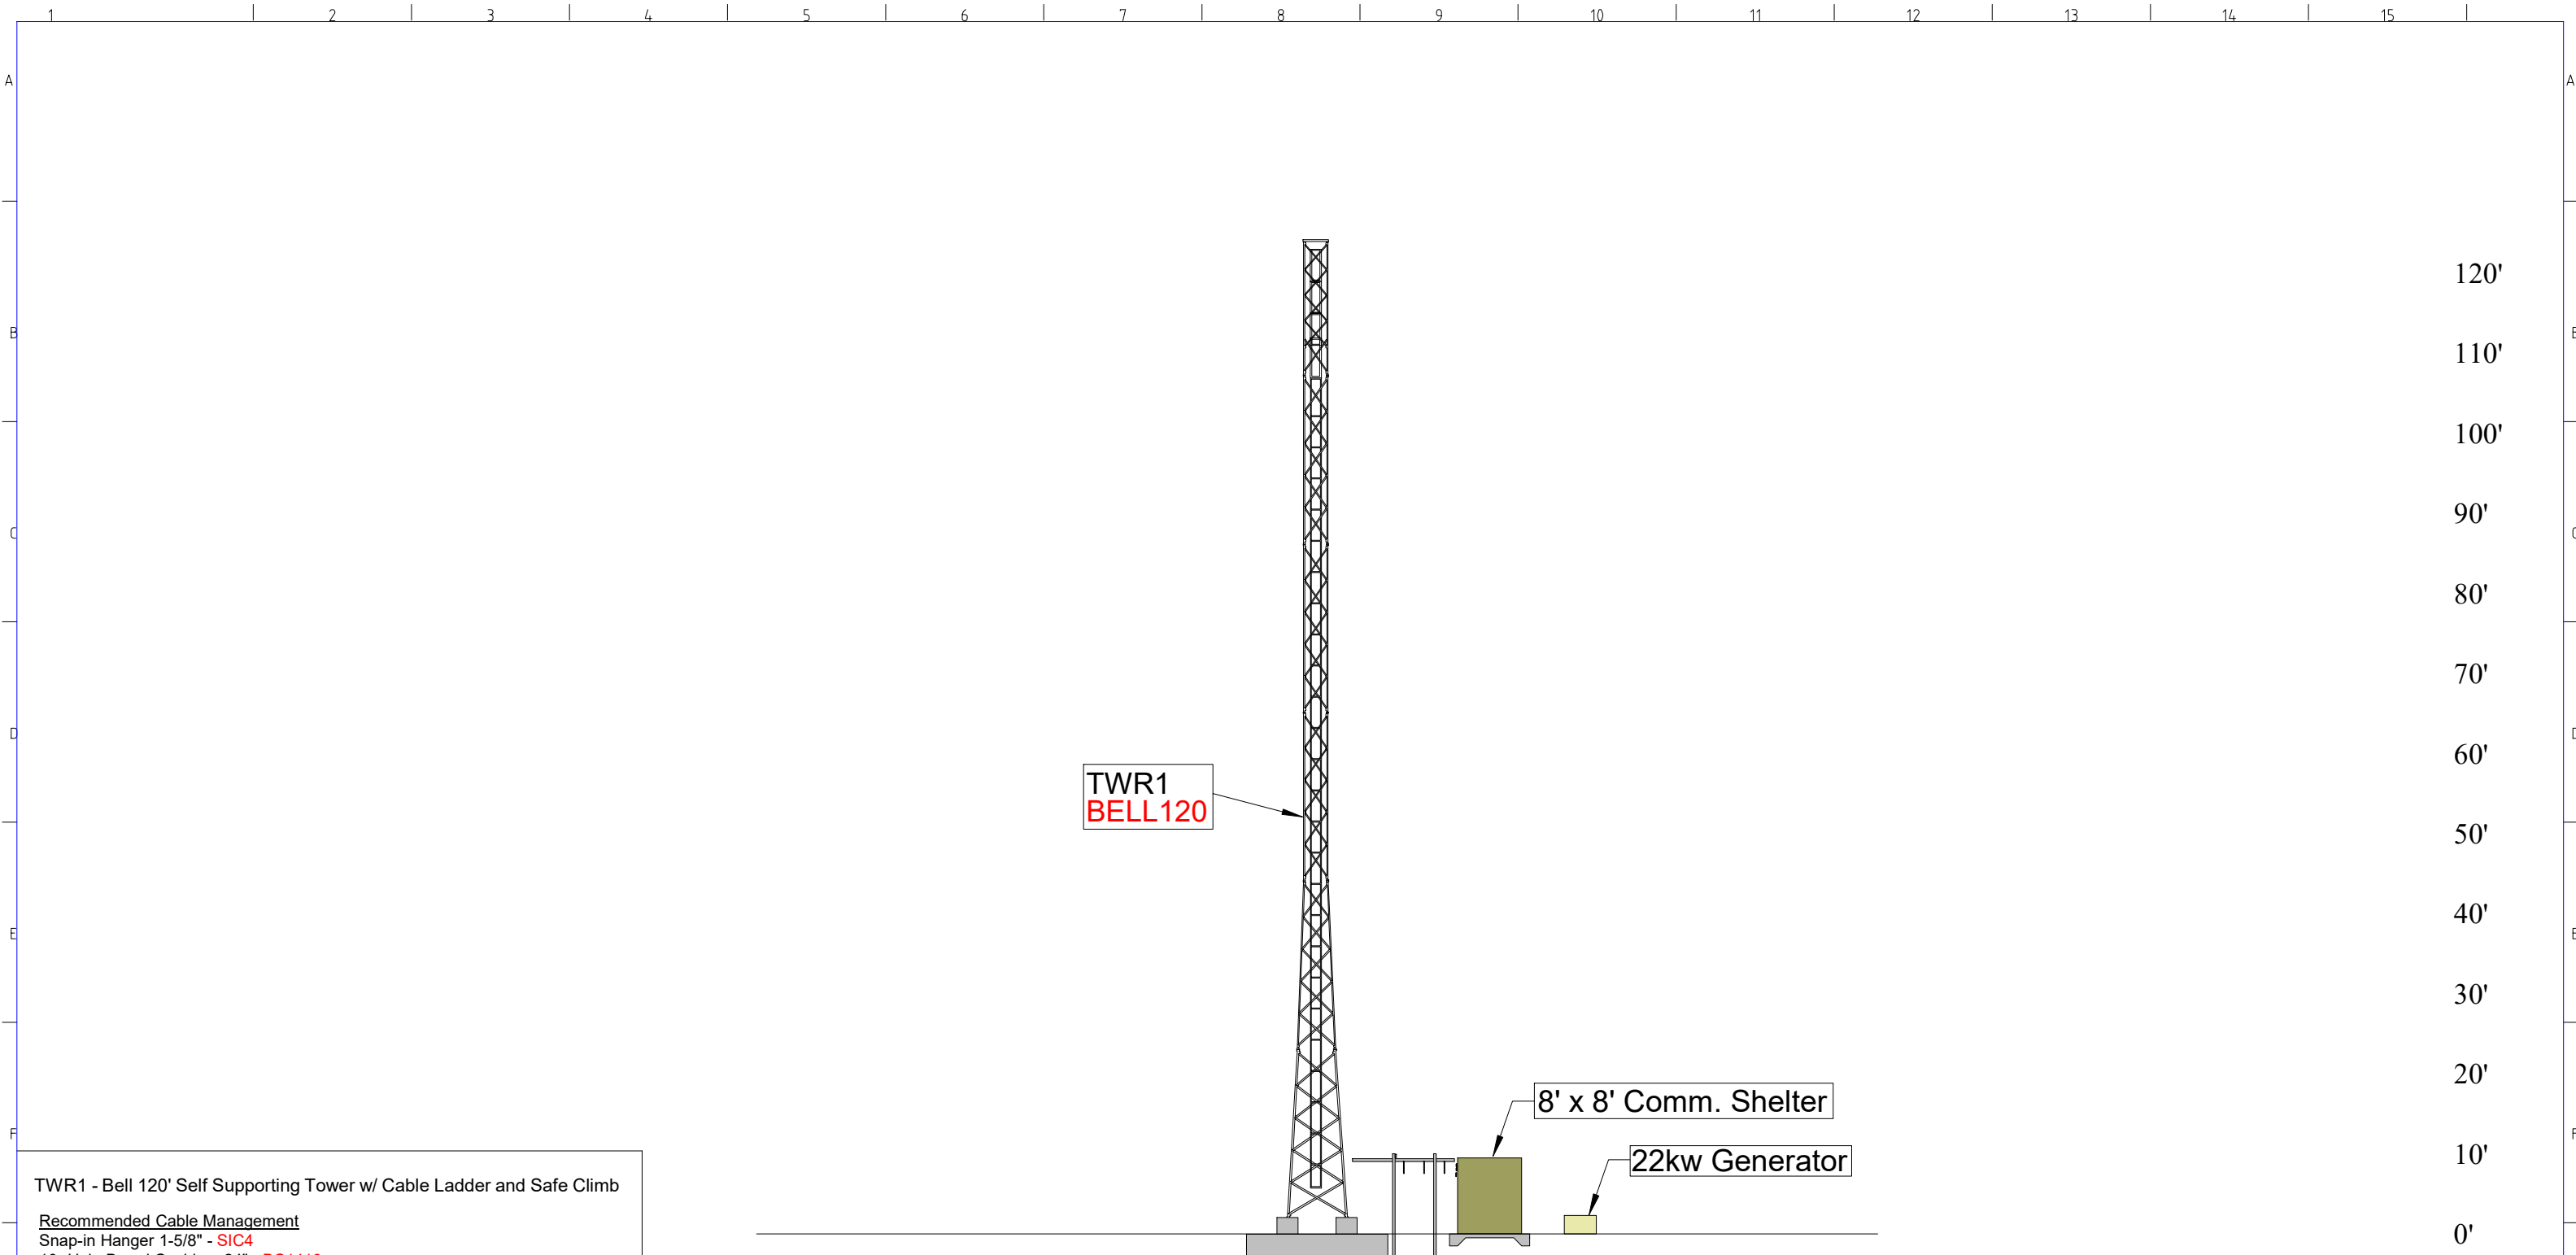 1 2 3 4 5 6 7 8 9 10 11 12 13 14 15
A A
120'
B
110'
100'
90'
C
80'
70'
D
60'
TWR1
BELL120
50'
40'
E
30'
20'
8' x 8' Comm. Shelter
F
10'
22kw Generator
TWR1 - Bell 120' Self Supporting Tower w/ Cable Ladder and Safe Climb
Recommended Cable Management
Snap-in Hanger 1-5/8" - SIC4
0'